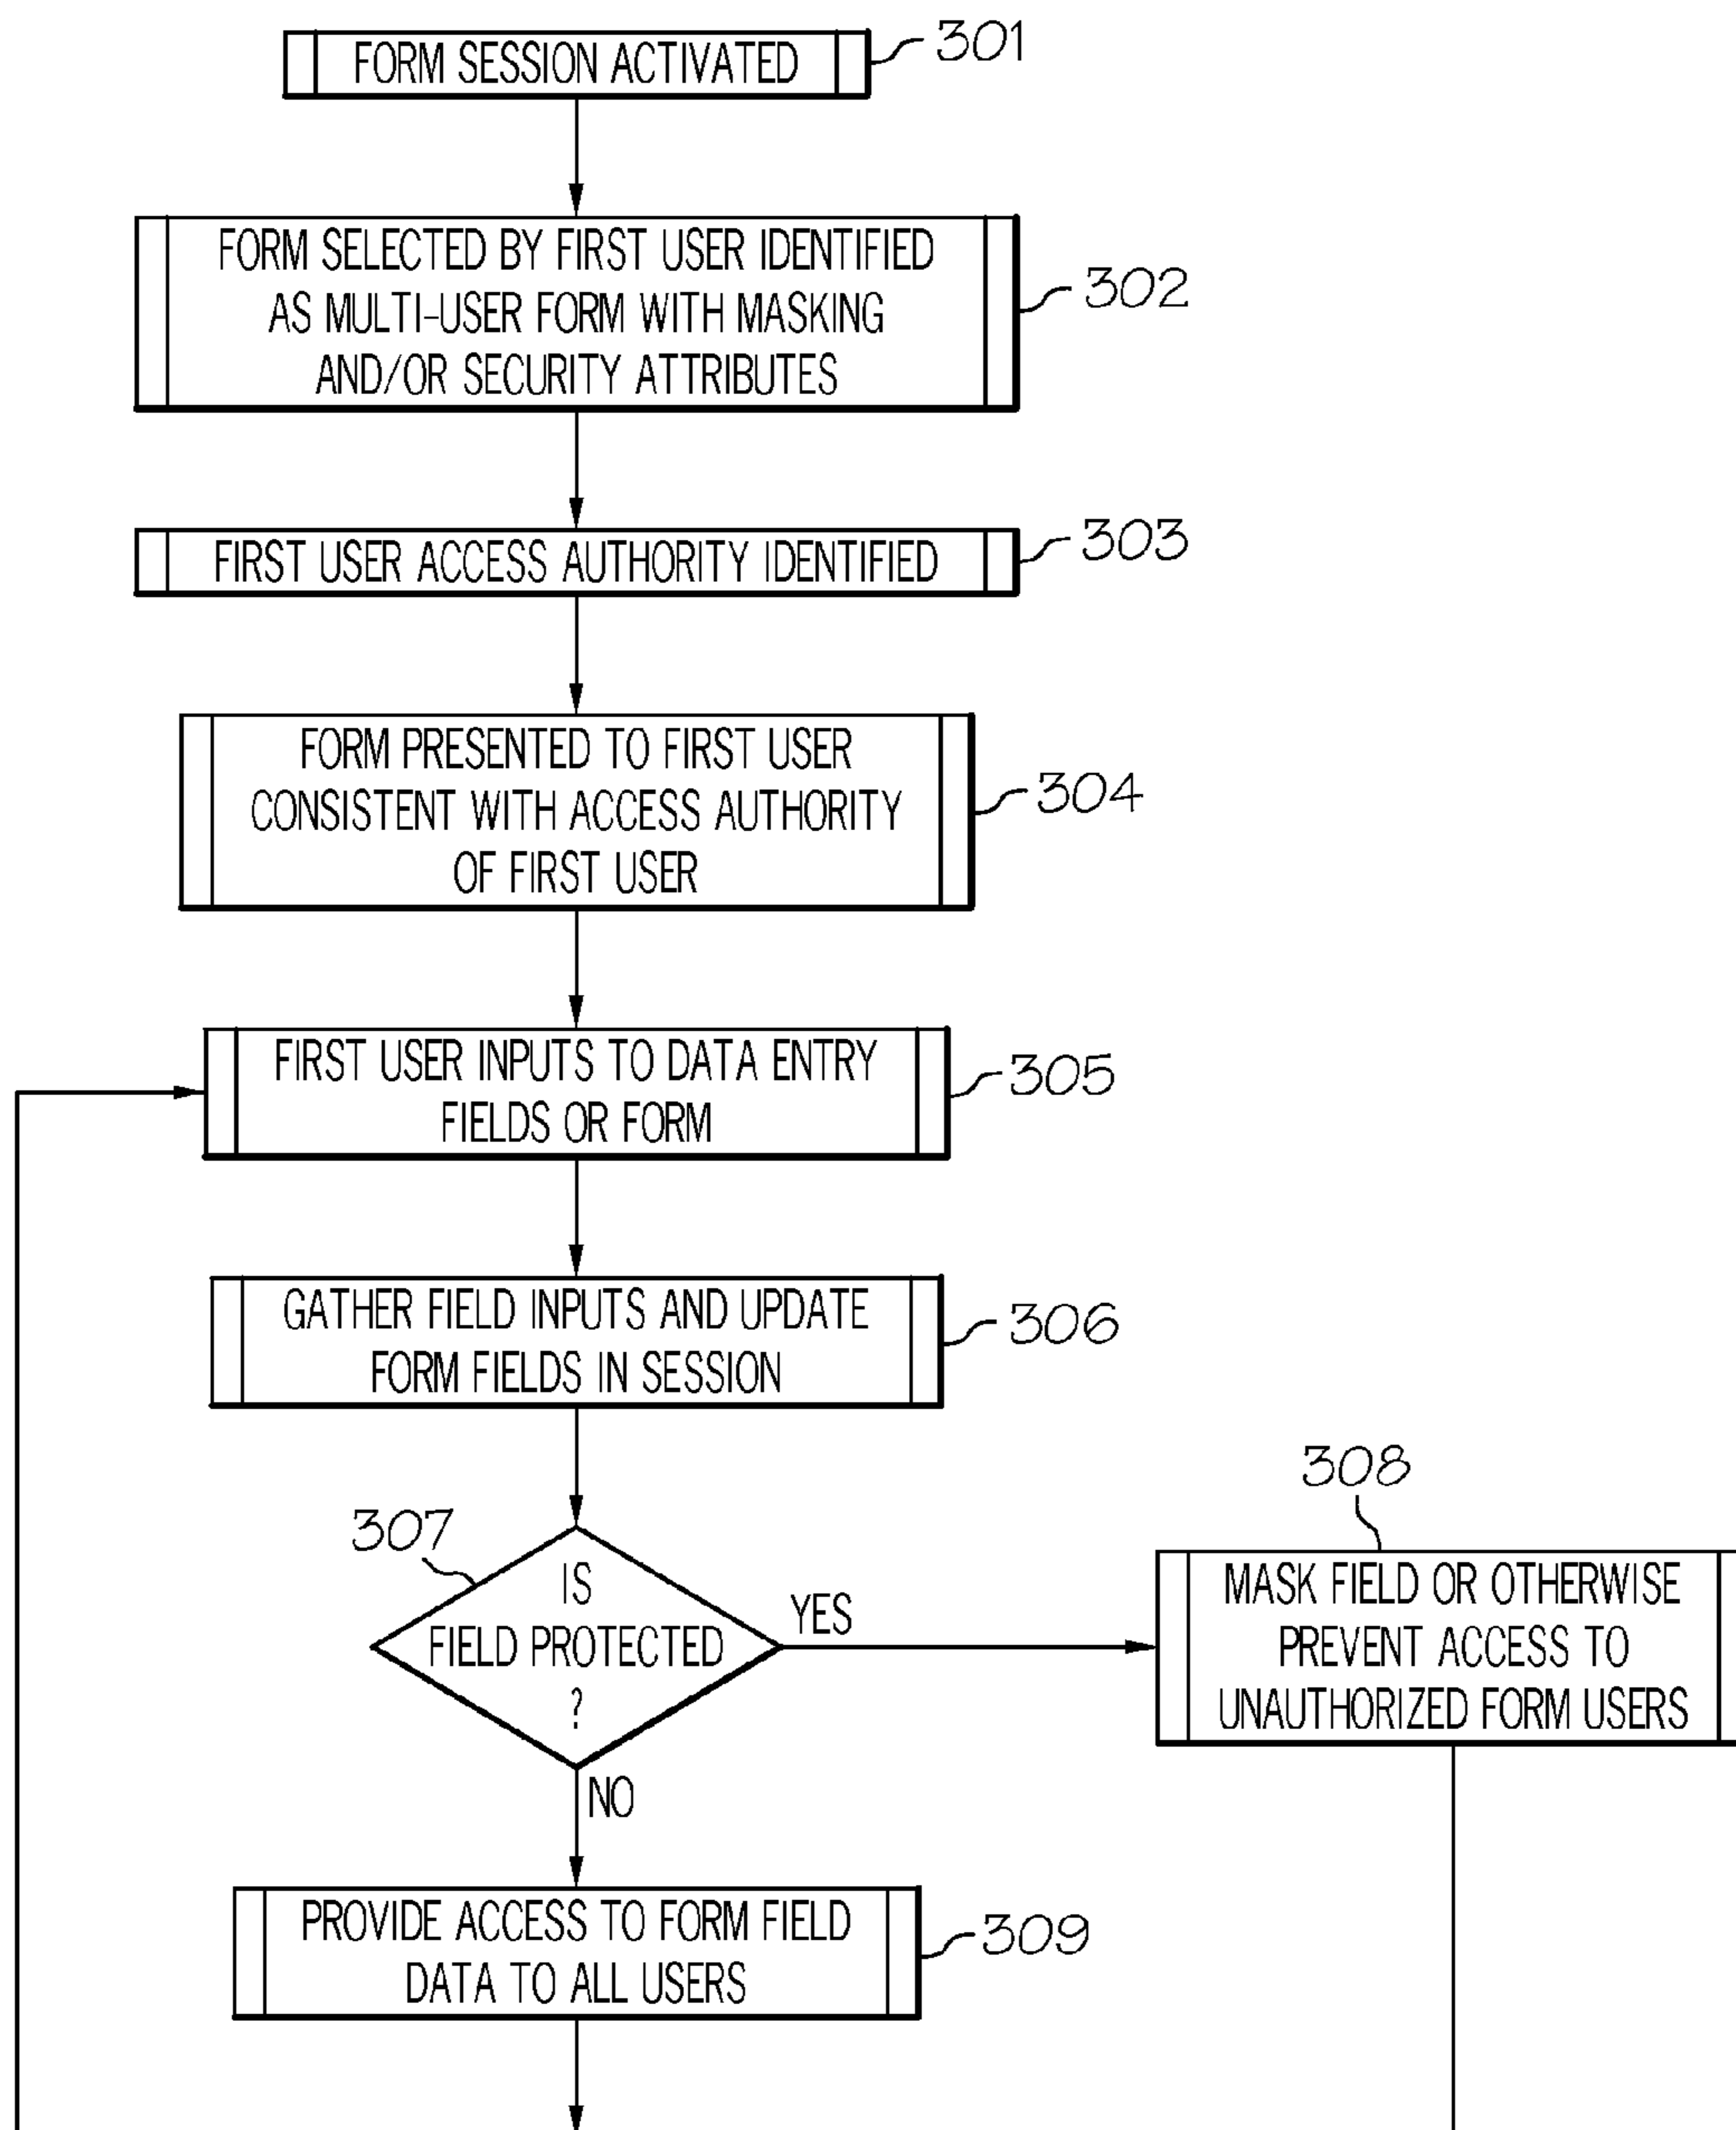 FORM SESSION ACTIVATED
301
FORM SELECTED BY FIRST USER IDENTIFIED
AS MULTI-USER FORM WITH MASKING
AND/OR SECURITY ATTRIBUTES
302
FIRST USER ACCESS AUTHORITY IDENTIFIED
303
FORM PRESENTED TO FIRST USER
CONSISTENT WITH ACCESS AUTHORITY
OF FIRST USER
304
FIRST USER INPUTS TO DATA ENTRY
FIELDS OR FORM
305
GATHER FIELD INPUTS AND UPDATE
FORM FIELDS IN SESSION
306
307
IS
FIELD PROTECTED
?
YES
NO
308
MASK FIELD OR OTHERWISE
PREVENT ACCESS TO
UNAUTHORIZED FORM USERS
PROVIDE ACCESS TO FORM FIELD
DATA TO ALL USERS
309